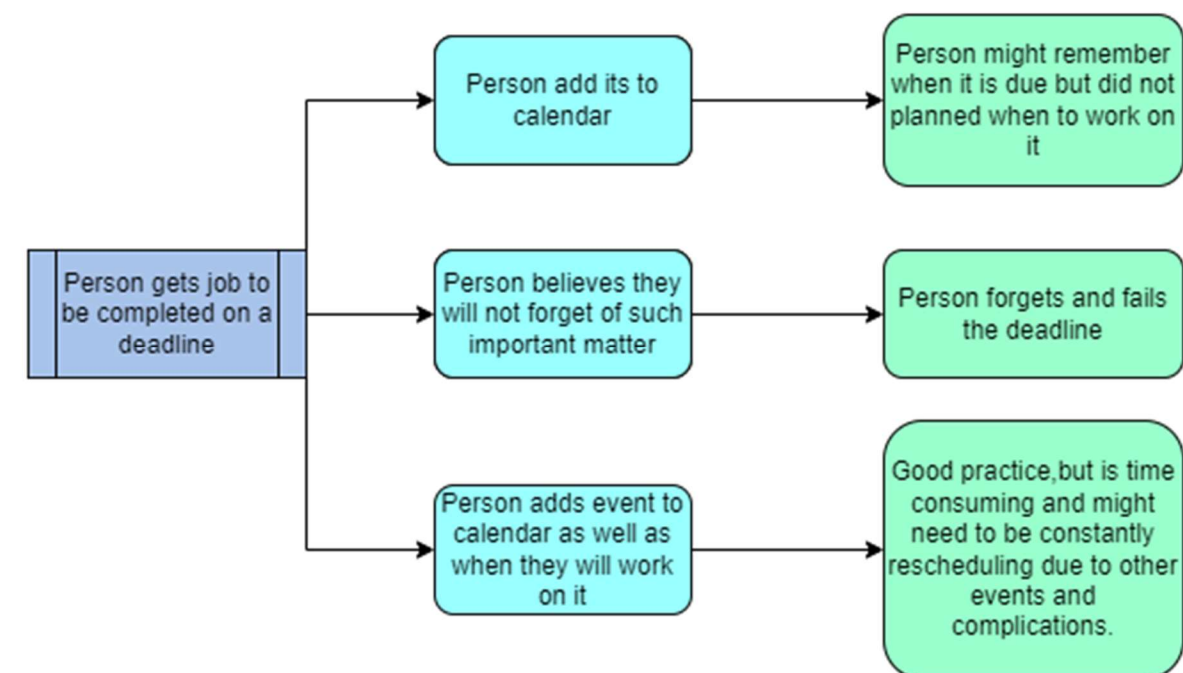 Person add its to
calendar
Person might remember
when it is due but did not
planned when to work on
it
Person gets job to
be completed on a
deadline
Person believes they
will not forget of such
important matter
Person forgets and fails
the deadline
Person adds event to
calendar as well as
when they will work
on it
Good practice,but is time
consuming and might
need to be constantly
rescheduling due to other
events and
complications.